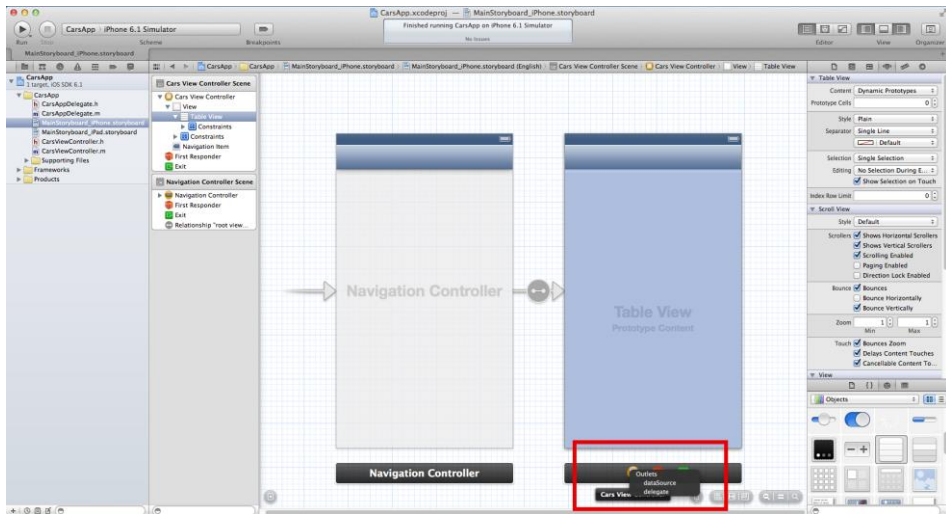 CarsApp.xcodeproj — MainStoryboard_iPhone.storyboard
CarsApp iPhone 6.1 Simulator
Finished running CarsApp on iPhone 6.1 Simulator
No Issues
Run Stop Scheme Breakpoints
Editor View Organizer
MainStoryboard_iPhone.storyboard
CarsApp CarsApp MainStoryboard_iPhone.storyboard MainStoryboard_iPhone.storyboard (English) Cars View Controller Scene Cars View Controller View Table View
CarsApp
1 target, iOS SDK 6.1
CarsApp
CarsAppDelegate.h
CarsAppDelegate.m
MainStoryboard_iPhone.storyboard
MainStoryboard_iPad.storyboard
CarsViewController.h
CarsViewController.m
Supporting Files
Frameworks
Products
Cars View Controller Scene
Cars View Controller
View
Table View
Constraints
Constraints
Navigation Item
First Responder
Exit
Navigation Controller Scene
Navigation Controller
First Responder
Exit
Relationship "root view...
Navigation Controller
Table View
Prototype Content
Navigation Controller
Outlets
dataSource
delegate
Cars View
Table View
Content Dynamic Prototypes
Prototype Cells 0
Style Plain
Separator Single Line
Default
Selection Single Selection
Editing No Selection During E...
Show Selection on Touch
Index Row Limit 0
Scroll View
Style Default
Scrollers Shows Horizontal Scrollers
Shows Vertical Scrollers
Scrolling Enabled
Paging Enabled
Direction Lock Enabled
Bounce Bounces
Bounce Horizontally
Bounce Vertically
Zoom 1 1
Min Max
Touch Bounces Zoom
Delays Content Touches
Cancellable Content To...
View
Objects